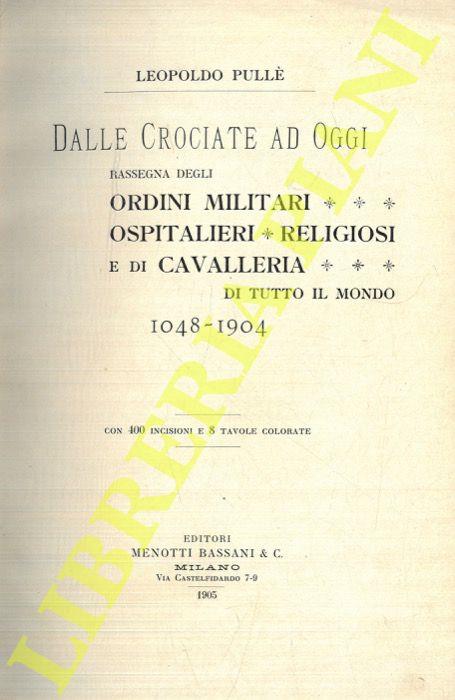 LEOPOLDO PULLÈ
DALLE CROCIATE AD OGGI
RASSEGNA DEGLI
ORDINI MILITARI
OSPITALIERI * RELIGIOSI
E DI CAVALLERIA
DI TUTTO IL MONDO
1048-1904
CON 400 INCISIONI E 8 TAVOLE COLORATE
EDITORI
MENOTTI BASSANI & C.
MILANO
VIA CASTELFIDARDO 7-9
1905
LIBRERIA PIANI